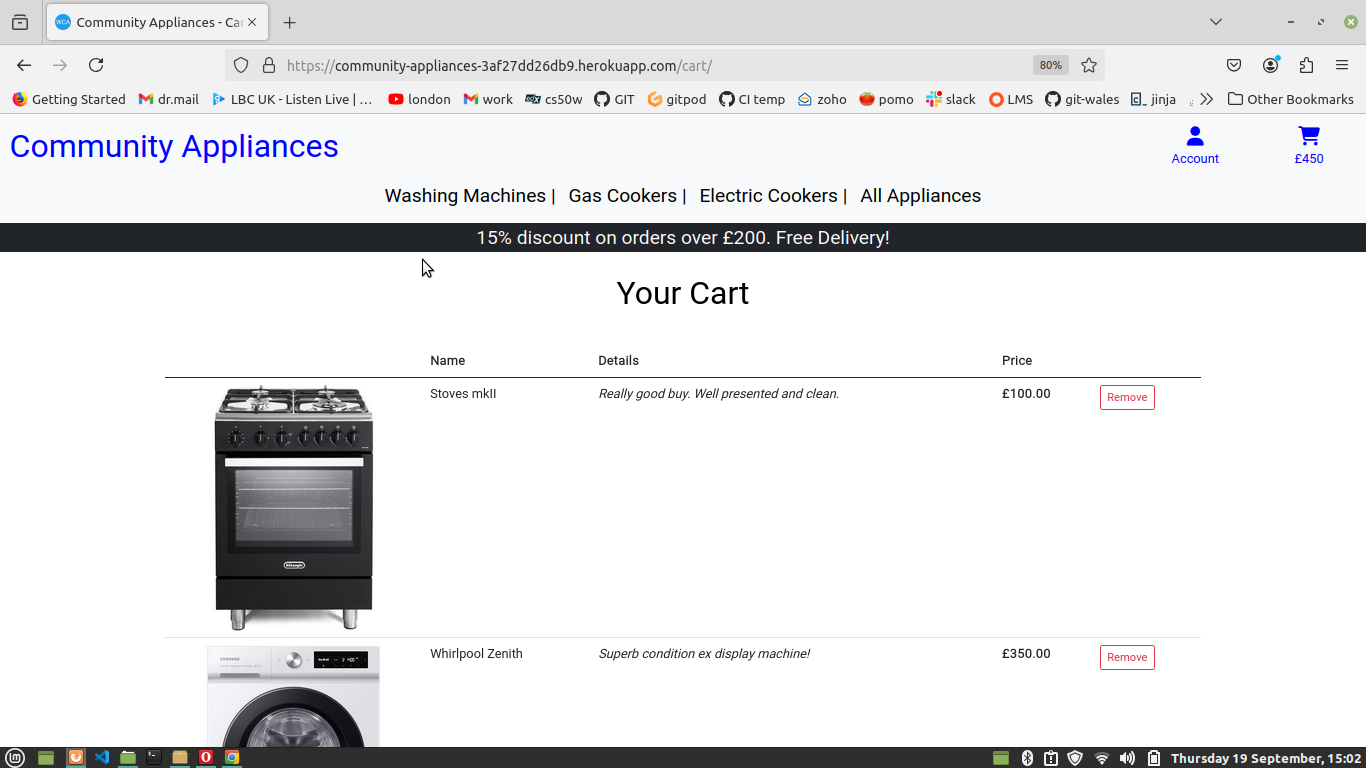 Community Appliances - Car
https://community-appliances-3af27dd26db9.herokuapp.com/cart/
80%
Getting Started
dr.mail
LBC UK - Listen Live | …
london
work
cs50w
GIT
gitpod
CI temp
zoho
pomo
slack
LMS
git-wales
jinja
Other Bookmarks
Community Appliances
Account
£450
Washing Machines |
Gas Cookers |
Electric Cookers |
All Appliances
15% discount on orders over £200. Free Delivery!
Your Cart
Name
Details
Price
Stoves mkII
Really good buy. Well presented and clean.
£100.00
Remove
DeLonghi
Whirlpool Zenith
Superb condition ex display machine!
£350.00
Remove
SAMSUNG
Thursday 19 September, 15:02